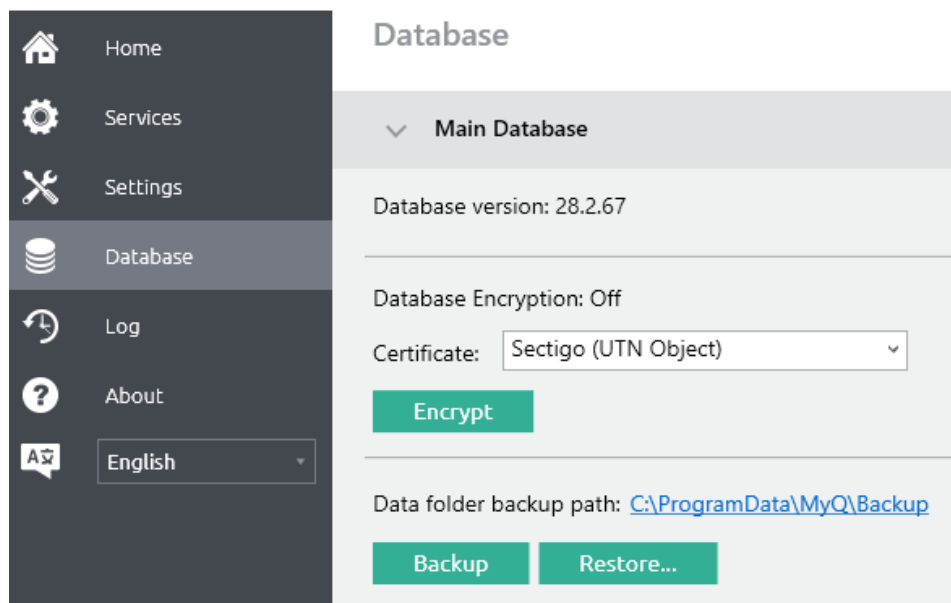 Home
Services
Settings
Database
Log
About
A
English
Database
Main Database
Database version: 28.2.67
Database Encryption: Off
Certificate: Sectigo (UTN Object)
Encrypt
Data folder backup path: C:\ProgramData\MyQ\Backup
Backup Restore...